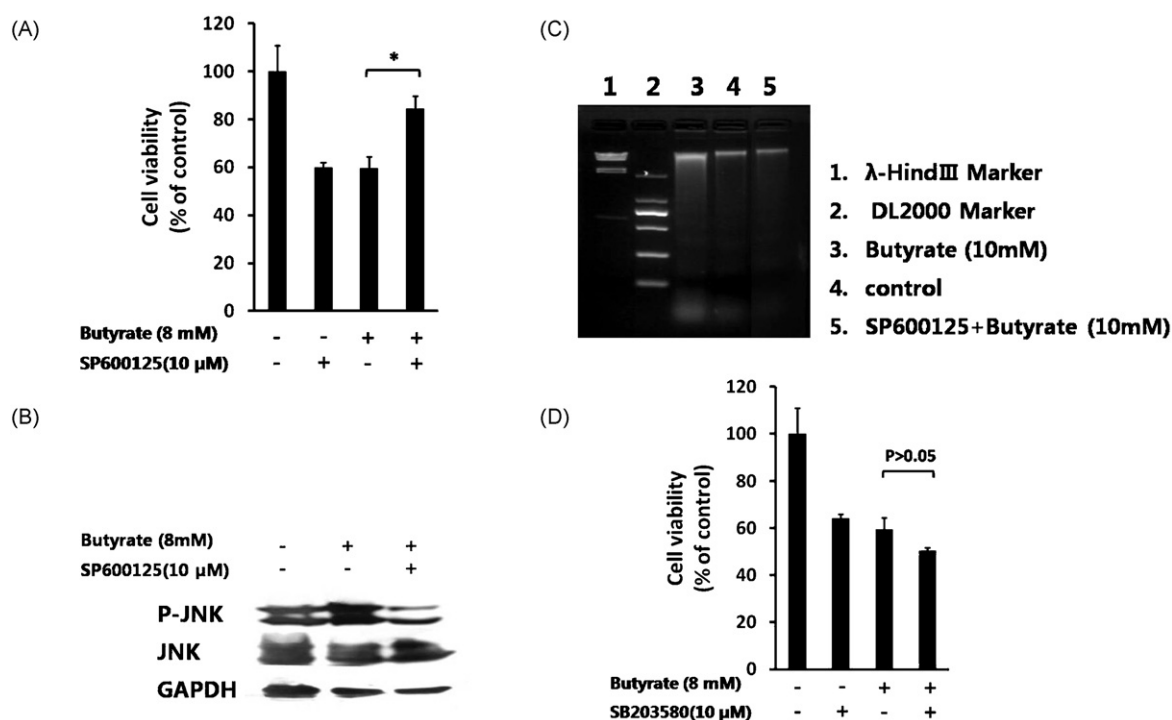 (A)
120
100
80
60
40
20
0
Cell viability
(% of control)
*
Butyrate (8 mM) - - + +
SP600125(10 μM) - + - +
(B)
Butyrate (8mM) - + +
SP600125(10 μM) - - +
P-JNK
JNK
GAPDH
(C)
1 2 3 4 5
1. λ-HindⅢ Marker
2. DL2000 Marker
3. Butyrate (10mM)
4. control
5. SP600125+Butyrate (10mM)
(D)
120
100
80
60
40
20
0
Cell viability
(% of control)
P>0.05
Butyrate (8 mM) - - + +
SB203580(10 μM) - + - +